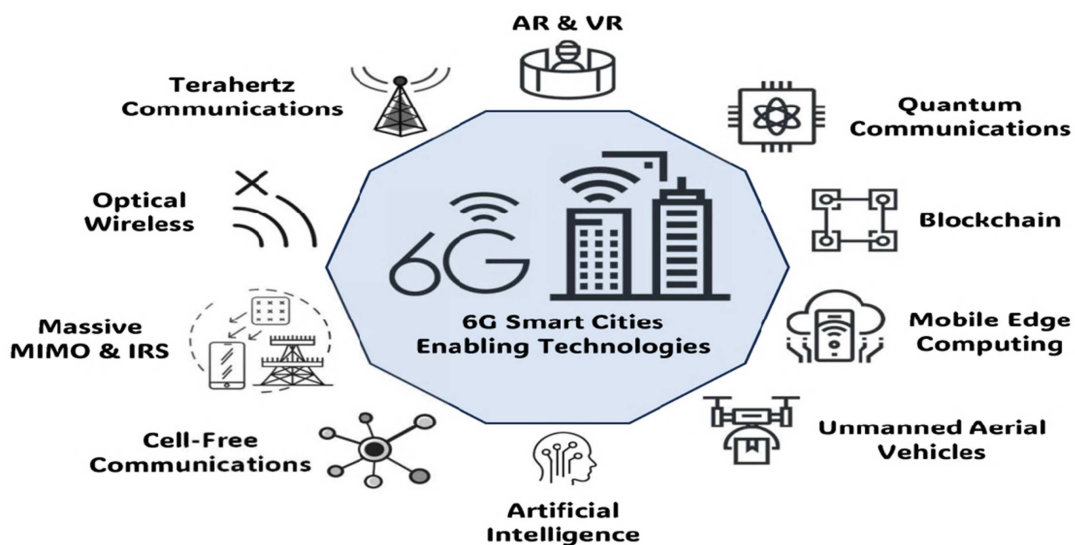 AR & VR
Terahertz
Communications
Quantum
Communications
Optical
Wireless
Blockchain
6G
6G Smart Cities
Enabling Technologies
Massive
MIMO & IRS
Mobile Edge
Computing
Cell-Free
Communications
Unmanned Aerial
Vehicles
Artificial
Intelligence